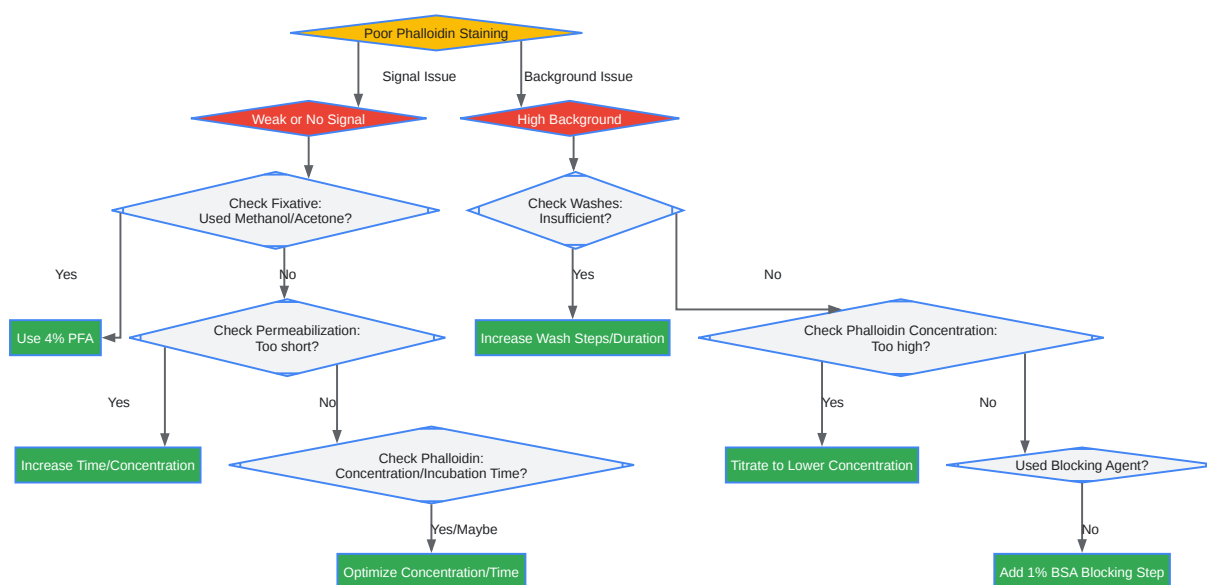 Poor Phalloidin Staining
Signal Issue
Background Issue
Weak or No Signal
High Background
Check Fixative:
Used Methanol/Acetone?
Check Washes:
Insufficient?
Yes
No
Yes
No
Use 4% PFA
Check Permeabilization:
Too short?
Increase Wash Steps/Duration
Check Phalloidin Concentration:
Too high?
Yes
No
Yes
No
Increase Time/Concentration
Check Phalloidin:
Concentration/Incubation Time?
Titrate to Lower Concentration
Used Blocking Agent?
Yes/Maybe
No
Optimize Concentration/Time
Add 1% BSA Blocking Step